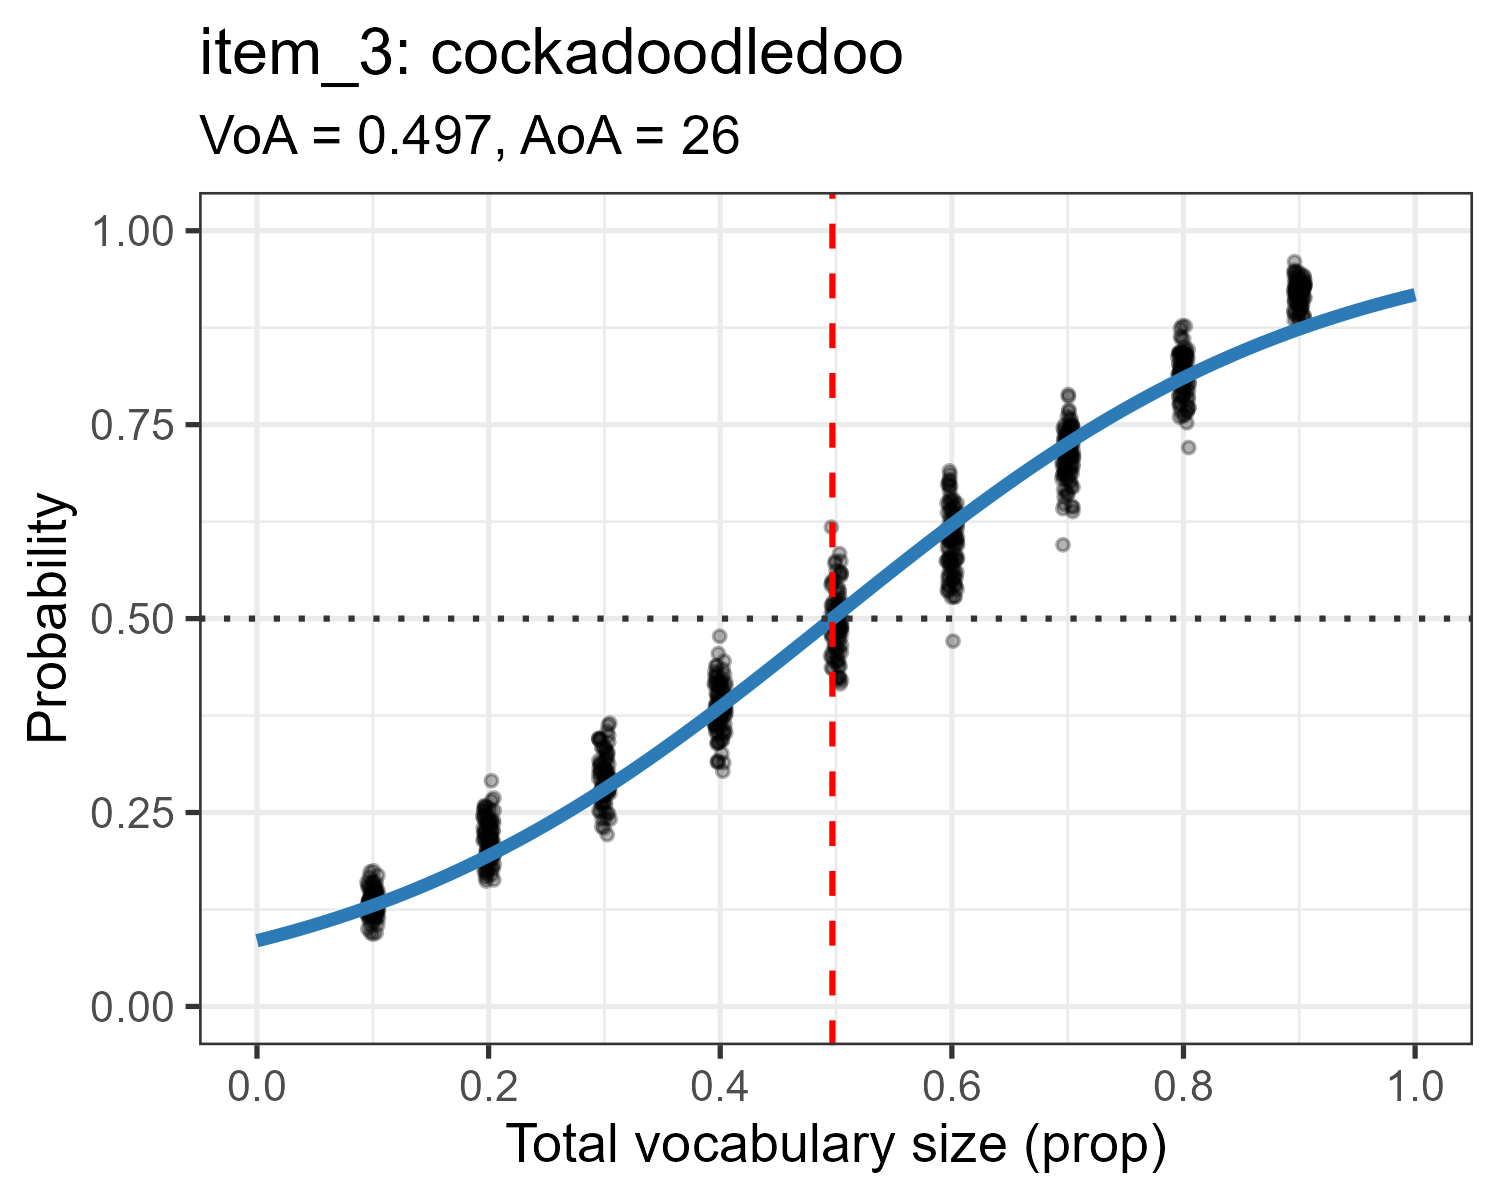 item_3: cockadoodledoo
VoA = 0.497, AoA = 26
Probability
1.00
0.75
0.50
0.25
0.00
0.0 0.2 0.4 0.6 0.8 1.0
Total vocabulary size (prop)